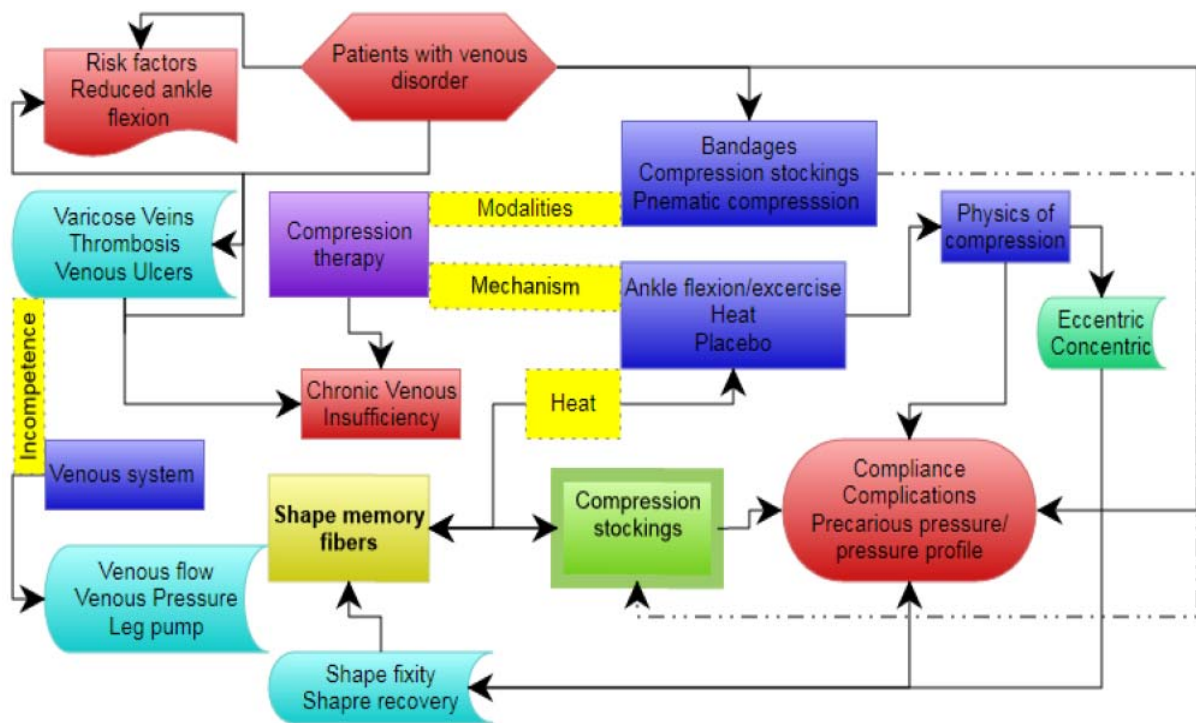 Risk factors
Reduced ankle
flexion
Patients with venous
disorder
Bandages
Compression stockings
Pnematic compresssion
Varicose Veins
Thrombosis
Venous Ulcers
Compression
therapy
Modalities
Mechanism
Physics of
compression
Ankle flexion/excercise
Heat
Placebo
Eccentric
Concentric
Incompetence
Chronic Venous
Insufficiency
Heat
Venous system
Shape memory
fibers
Compression
stockings
Compliance
Complications
Precarious pressure/
pressure profile
Venous flow
Venous Pressure
Leg pump
Shape fixity
Shapre recovery